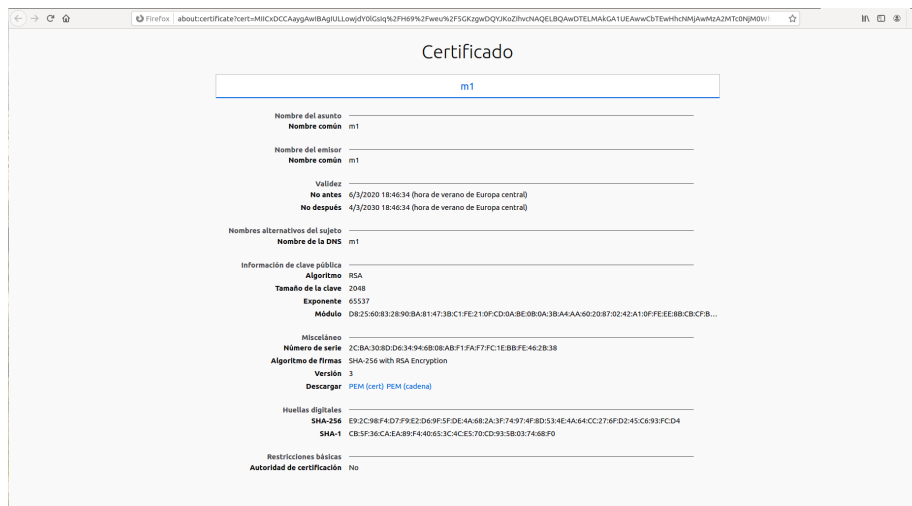 Firefox about:certificate?cert=MIICxDCCAaygAwIBAgIULLowjdY0lGsIq%2FH69%2Fweu%2F5GKzgwDQYJKoZIhvcNAQELBQAwDTELMAkGA1UEAwwCbTEwHhcNMjAwMzA2MTc0NjM0W
Certificado
m1
Nombre del asunto
Nombre común m1
Nombre del emisor
Nombre común m1
Validez
No antes 6/3/2020 18:46:34 (hora de verano de Europa central)
No después 4/3/2030 18:46:34 (hora de verano de Europa central)
Nombres alternativos del sujeto
Nombre de la DNS m1
Información de clave pública
Algoritmo RSA
Tamaño de la clave 2048
Exponente 65537
Módulo D8:25:60:83:28:90:BA:81:47:3B:C1:FE:21:0F:CD:0A:BE:0B:0A:3B:A4:AA:60:20:87:02:42:A1:0F:FE:EE:8B:CB:CF:B...
Misceláneo
Número de serie 2C:BA:30:8D:D6:34:94:6B:08:AB:F1:FA:F7:FC:1E:BB:FE:46:2B:38
Algoritmo de firmas SHA-256 with RSA Encryption
Versión 3
Descargar PEM (cert) PEM (cadena)
Huellas digitales
SHA-256 E9:2C:98:F4:D7:F9:E2:D6:9F:5F:DE:4A:68:2A:3F:74:97:4F:8D:53:4E:4A:64:CC:27:6F:D2:45:C6:93:FC:D4
SHA-1 CB:5F:36:CA:EA:89:F4:40:65:3C:4C:E5:70:CD:93:5B:03:74:68:F0
Restricciones básicas
Autoridad de certificación No